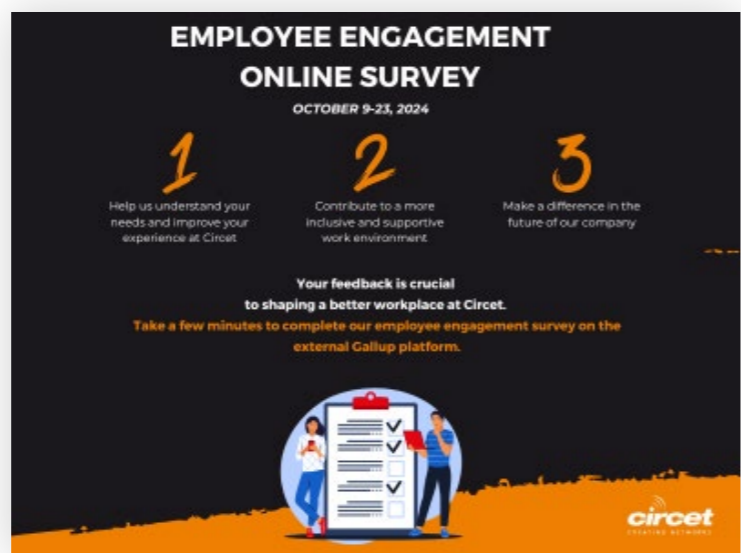 EMPLOYEE ENGAGEMENT
ONLINE SURVEY
OCTOBER 9-23, 2024
1
Help us understand your
needs and improve your
experience at Circet
2
Contribute to a more
inclusive and supportive
work environment
3
Make a difference in the
future of our company
Your feedback is crucial
to shaping a better workplace at Circet.
Take a few minutes to complete our employee engagement survey on the
external Gallup platform.
circet
CREATING NETWORKS